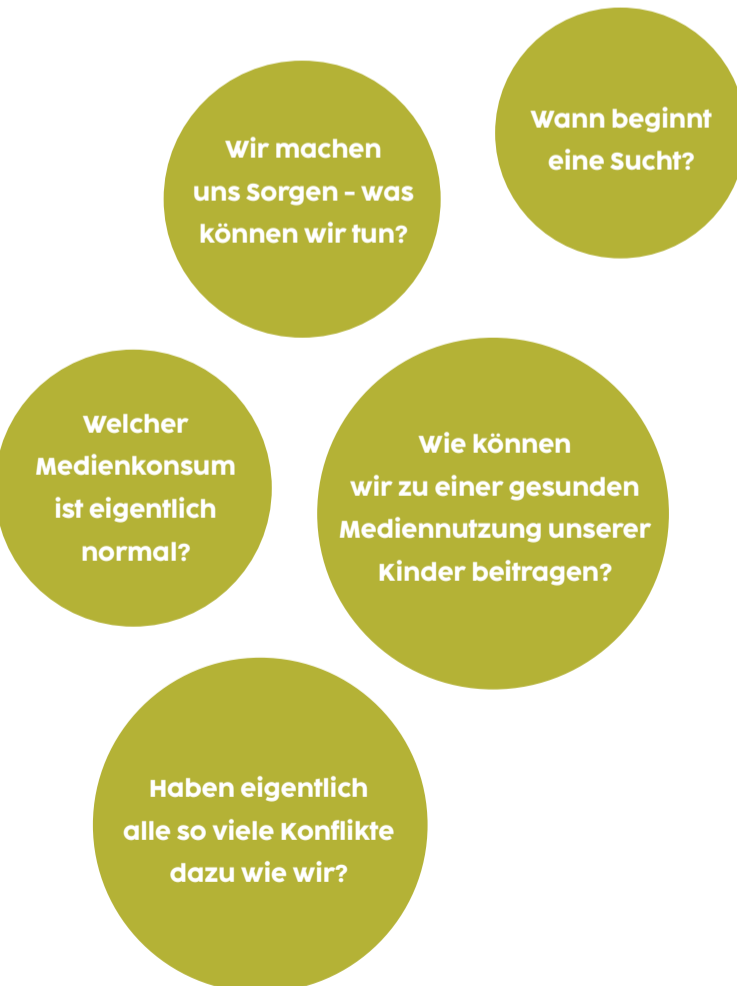 Wann beginnt
eine Sucht?
Wir machen
uns Sorgen - was
können wir tun?
Welcher
Medienkonsum
ist eigentlich
normal?
Wie können
wir zu einer gesunden
Mediennutzung unserer
Kinder beitragen?
Haben eigentlich
alle so viele Konflikte
dazu wie wir?